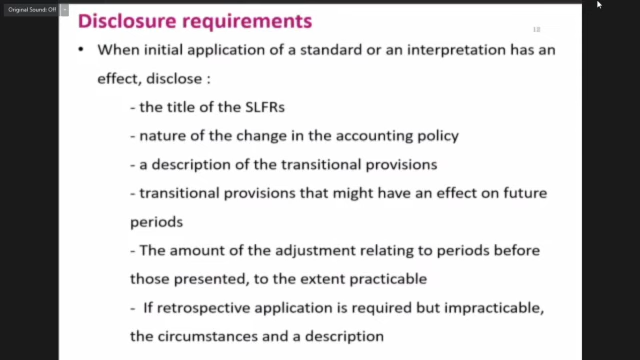 Original Sound: Off
Disclosure requirements
• When initial application of a standard or an interpretation has an
effect, disclose :
- the title of the SLFRs
- nature of the change in the accounting policy
- a description of the transitional provisions
- transitional provisions that might have an effect on future
periods
- The amount of the adjustment relating to periods before
those presented, to the extent practicable
- If retrospective application is required but impracticable,
the circumstances and a description